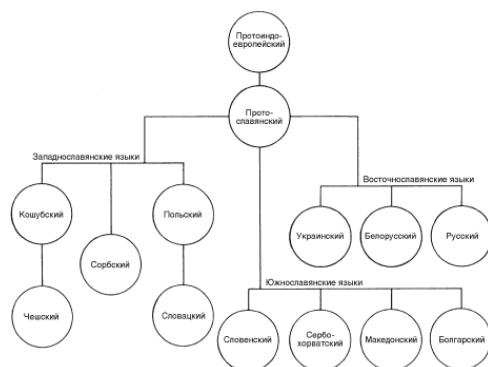 Протоиндо-
европейский
Прото-
славянский
Западнославянские языки
Восточнославянские языки
Кошубский
Польский
Украинский
Белорусский
Русский
Сорбский
Южнославянские языки
Чешский
Словацкий
Словенский
Сербо-
хорватский
Македонский
Болгарский